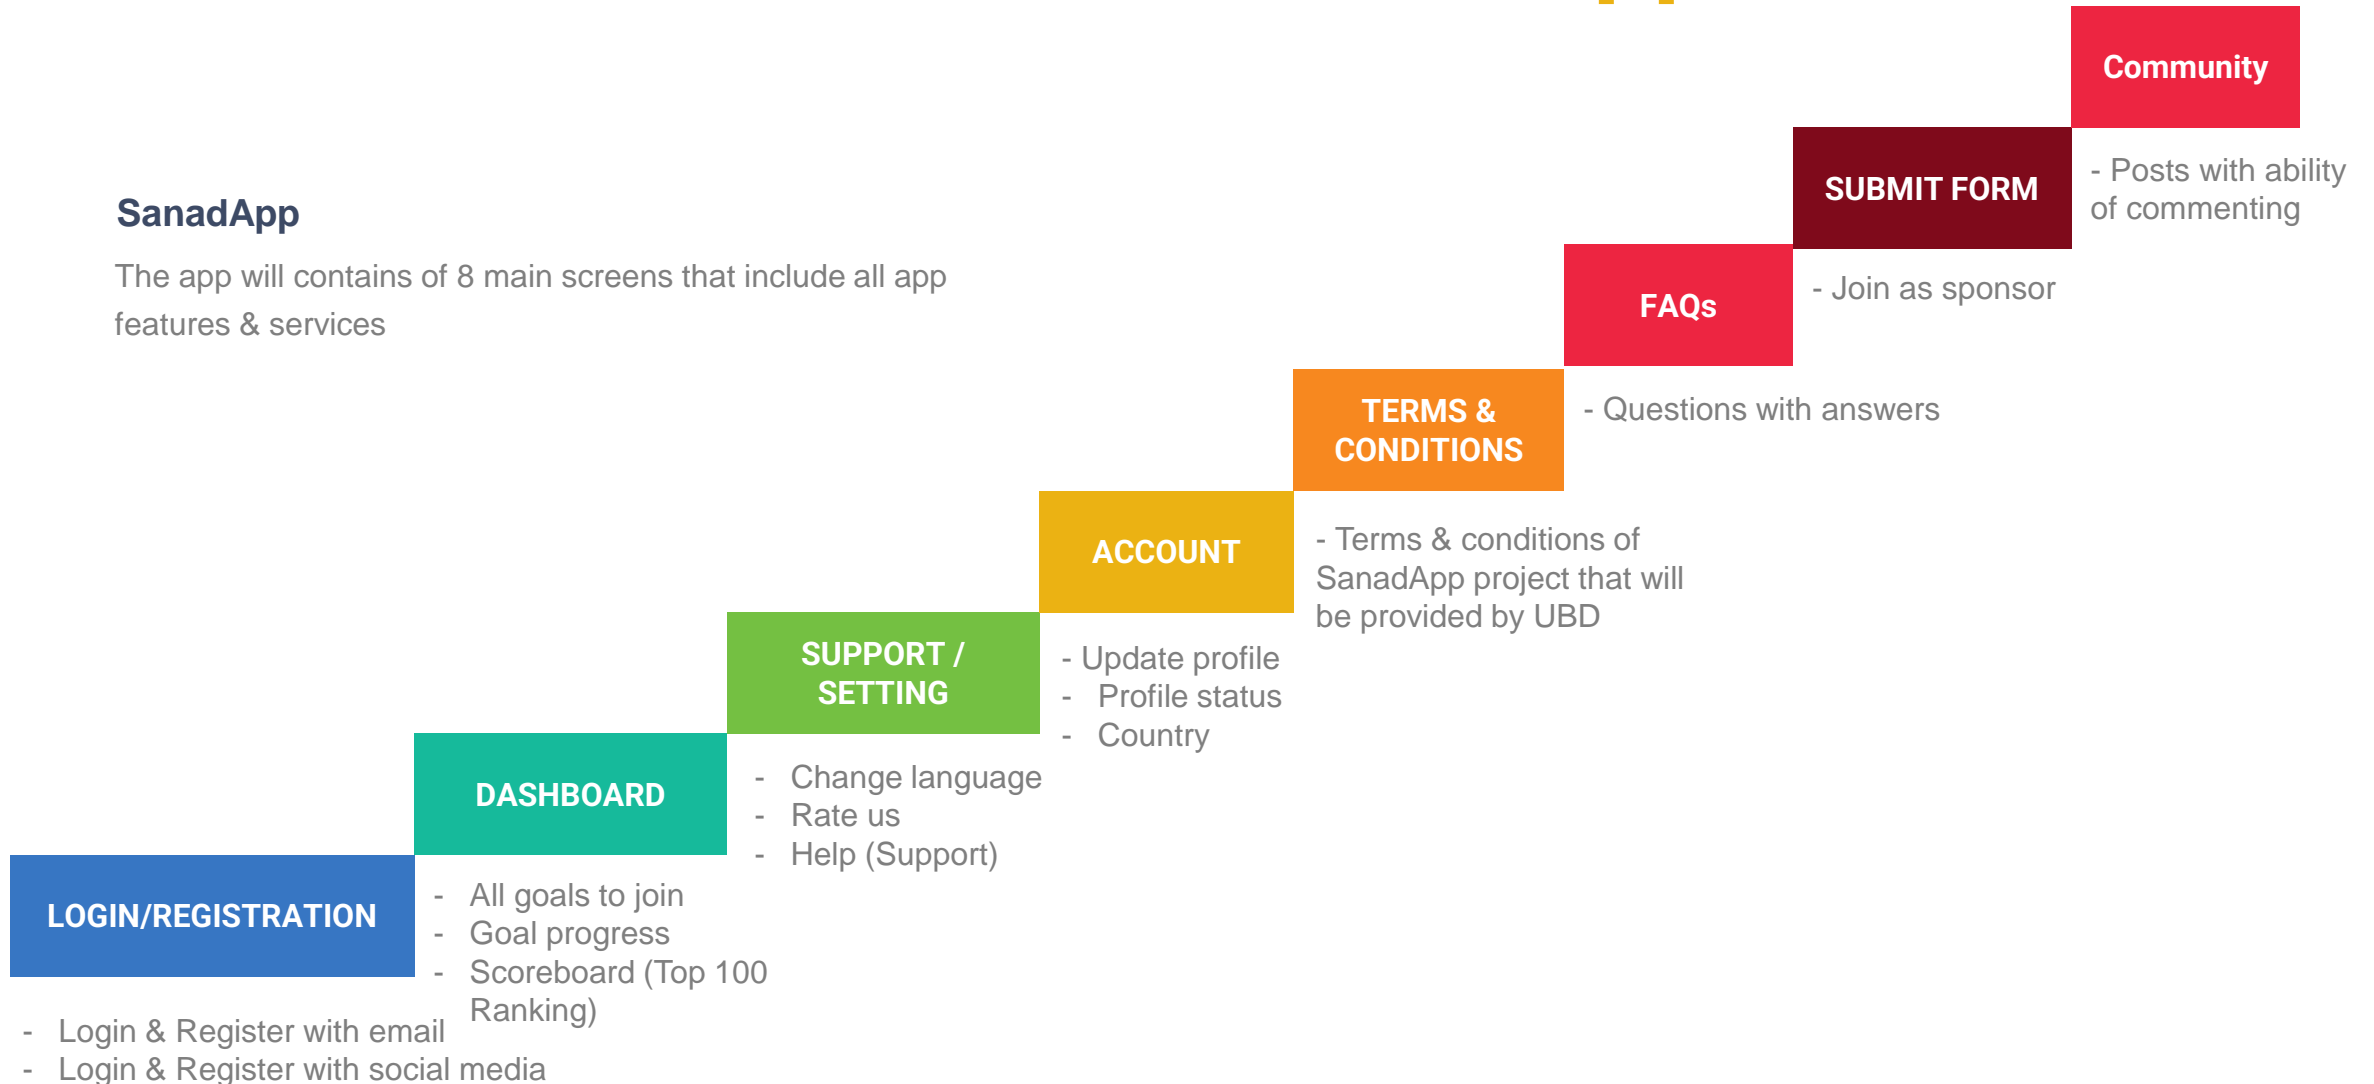 Community
SUBMIT FORM
- Posts with ability
of commenting
SanadApp
The app will contains of 8 main screens that include all app
features & services
FAQs
- Join as sponsor
TERMS &
CONDITIONS
- Questions with answers
ACCOUNT
- Terms & conditions of
SanadApp project that will
be provided by UBD
SUPPORT /
SETTING
- Update profile
- Profile status
- Country
DASHBOARD
- Change language
- Rate us
- Help (Support)
LOGIN/REGISTRATION
- All goals to join
- Goal progress
- Scoreboard (Top 100
Ranking)
- Login & Register with email
- Login & Register with social media